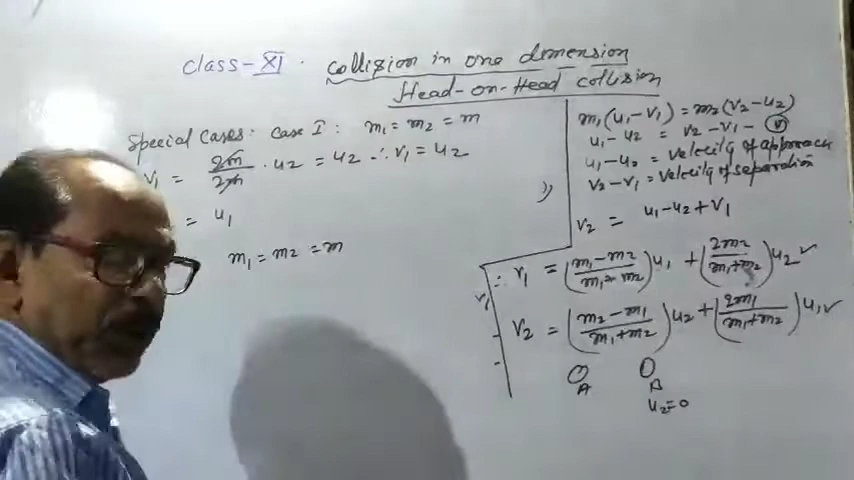 class-XI. collision in one dimension
Head-on-Head collision
Special Cases. Case I: m₁ = m₂ = m
V₁ = 2m/2m · u₂ = u₂ ∴ V₁ = u₂
= u₁
m₁ = m₂ = m
m₁(u₁-v₁) = m₂(v₂-u₂)
u₁-u₂ = v₂-v₁ - (v)
u₁-u₂ = velocity of approach
v₂-v₁ = velocity of separation
V₂ = u₁-u₂+v₁
∴ V₁ = (m₁-m₂/m₁+m₂)u₁ + (2m₂/m₁+m₂)u₂ ✓
V₂ = (m₂-m₁/m₁+m₂)u₂ + (2m₁/m₁+m₂)u₁ ✓
A B
u₂=0